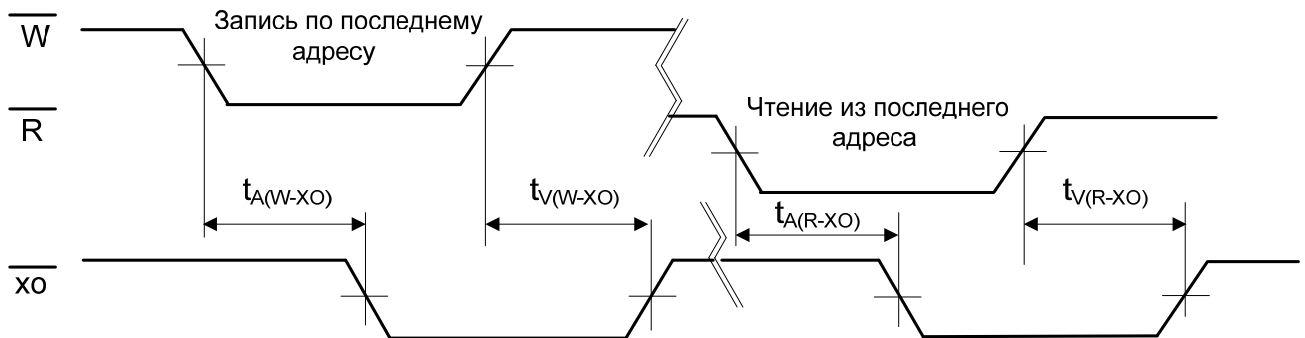 W
Запись по последнему
адресу
R
Чтение из последнего
адреса
tA(W-XO)
tV(W-XO)
tA(R-XO)
tV(R-XO)
xo